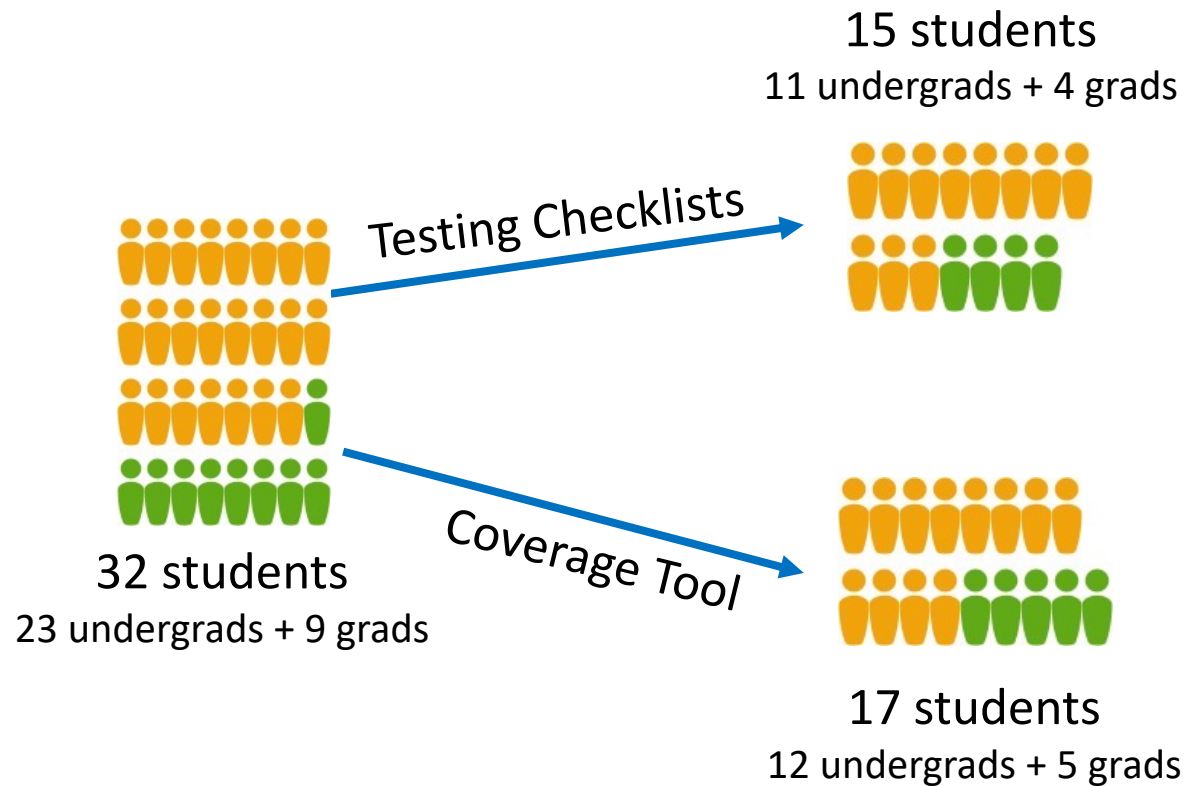 15 students
11 undergrads + 4 grads
Testing Checklists
32 students
23 undergrads + 9 grads
Coverage Tool
17 students
12 undergrads + 5 grads